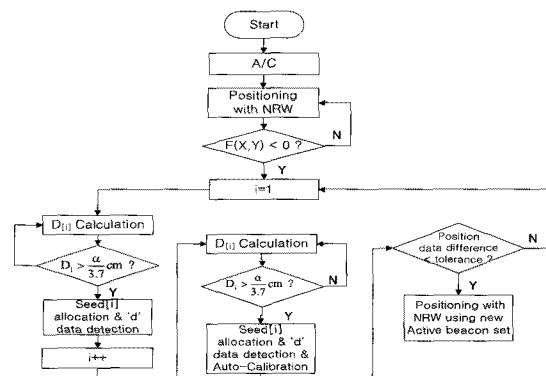 Start
A/C
Positioning
with NRW
N
F(X,Y) < 0 ?
Y
i=1
D[i] Calculation
Di > α/3.7 cm ?
Y
Seed[i]
allocation & 'd'
data detection
i++
D[i] Calculation
Di > α/3.7 cm ?
N
Y
Seed[i]
allocation & 'd'
data detection &
Auto-Calibration
Position
data difference
< tolerance ?
N
Y
Positioning with
NRW using new
Active beacon set